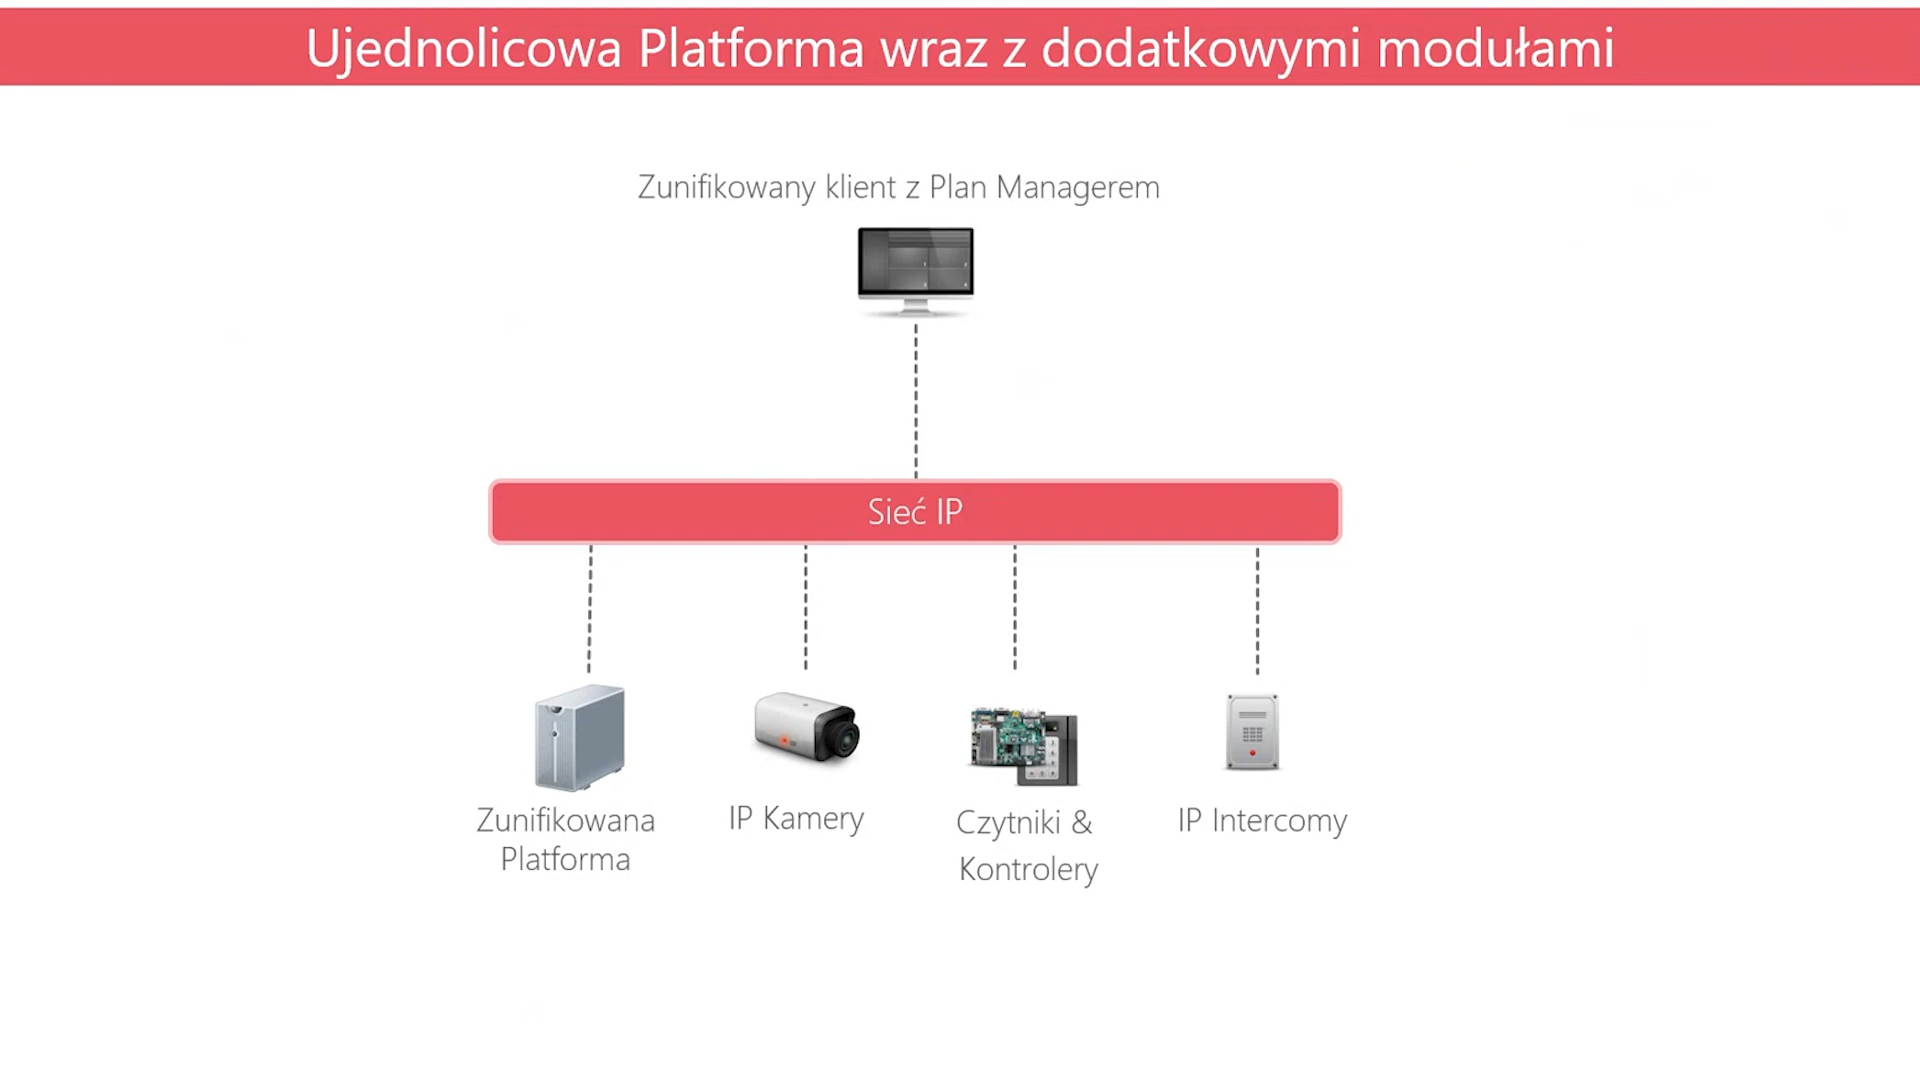 Ujednolicowa Platforma wraz z dodatkowymi modułami
Zunifikowany klient z Plan Managerem
Sieć IP
Zunifikowana
Platforma
IP Kamery
Czytniki &
Kontrolery
IP Intercomy